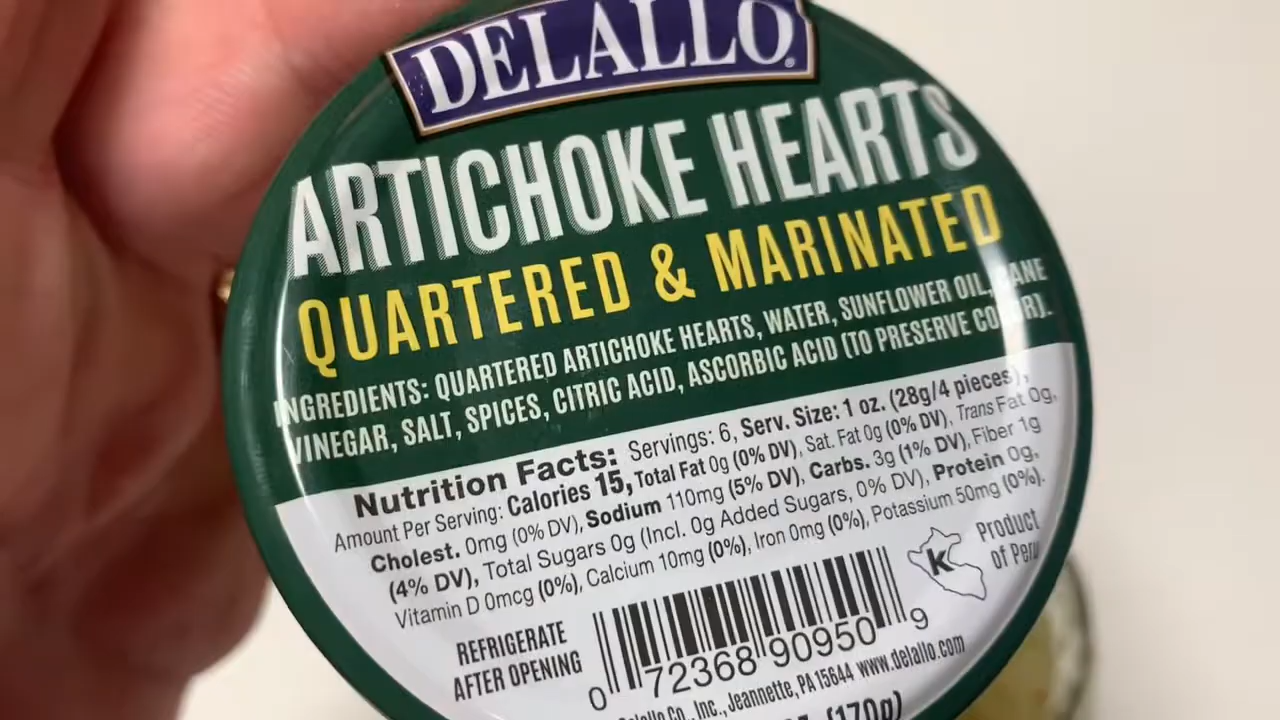 DELALLO®
ARTICHOKE HEARTS
QUARTERED & MARINATED
INGREDIENTS: QUARTERED ARTICHOKE HEARTS, WATER, SUNFLOWER OIL, CANE
VINEGAR, SALT, SPICES, CITRIC ACID, ASCORBIC ACID (TO PRESERVE COLOR).
Nutrition Facts: Servings: 6, Serv. Size: 1 oz. (28g/4 pieces),
Amount Per Serving: Calories 15, Total Fat 0g (0% DV), Sat. Fat 0g (0% DV), Trans Fat 0g,
Cholest. 0mg (0% DV), Sodium 110mg (5% DV), Carbs. 3g (1% DV), Fiber 1g
(4% DV), Total Sugars 0g (Incl. 0g Added Sugars, 0% DV), Protein 0g,
Vitamin D 0mcg (0%), Calcium 10mg (0%), Iron 0mg (0%), Potassium 50mg (0%).
K
Product
of Peru
REFRIGERATE
AFTER OPENING
0 72368 90950 9
Delallo Co., Inc., Jeannette, PA 15644 www.delallo.com
(170g)